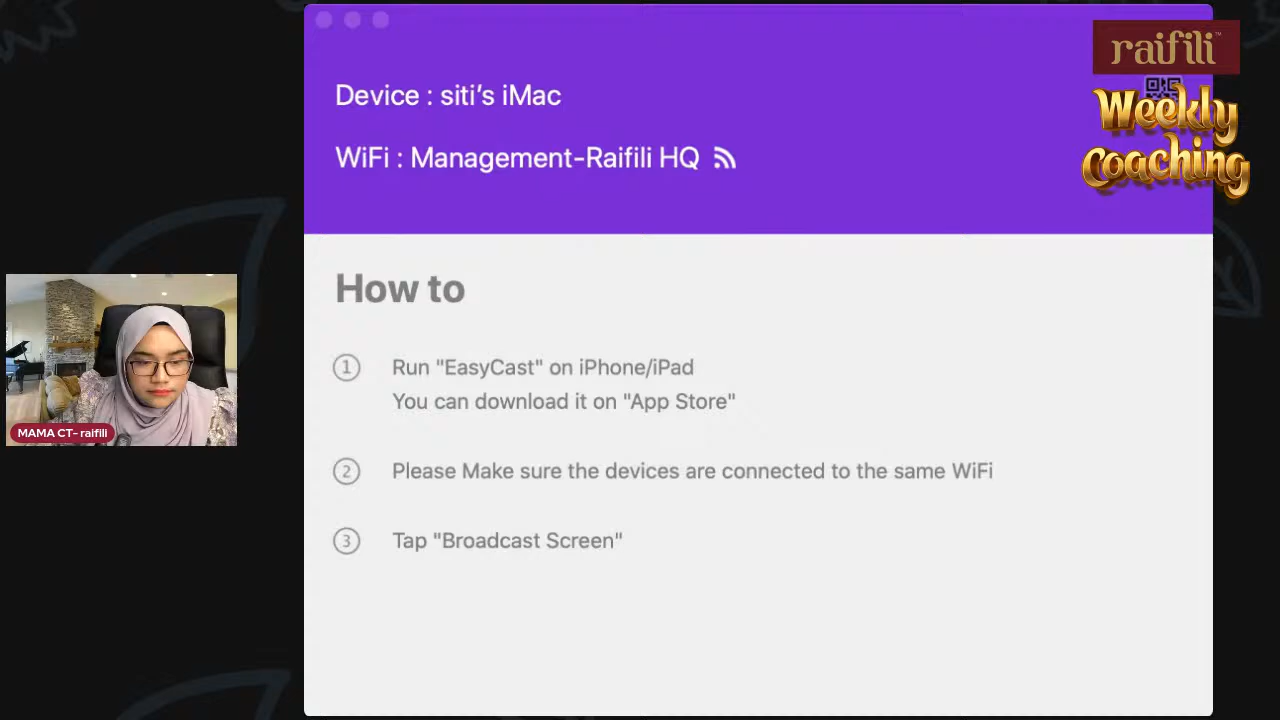 Device : siti’s iMac
WiFi : Management-Raifili HQ
raifili™
Weekly
Coaching
How to
1 Run "EasyCast" on iPhone/iPad
You can download it on "App Store"
2 Please Make sure the devices are connected to the same WiFi
3 Tap "Broadcast Screen"
MAMA CT- raifili